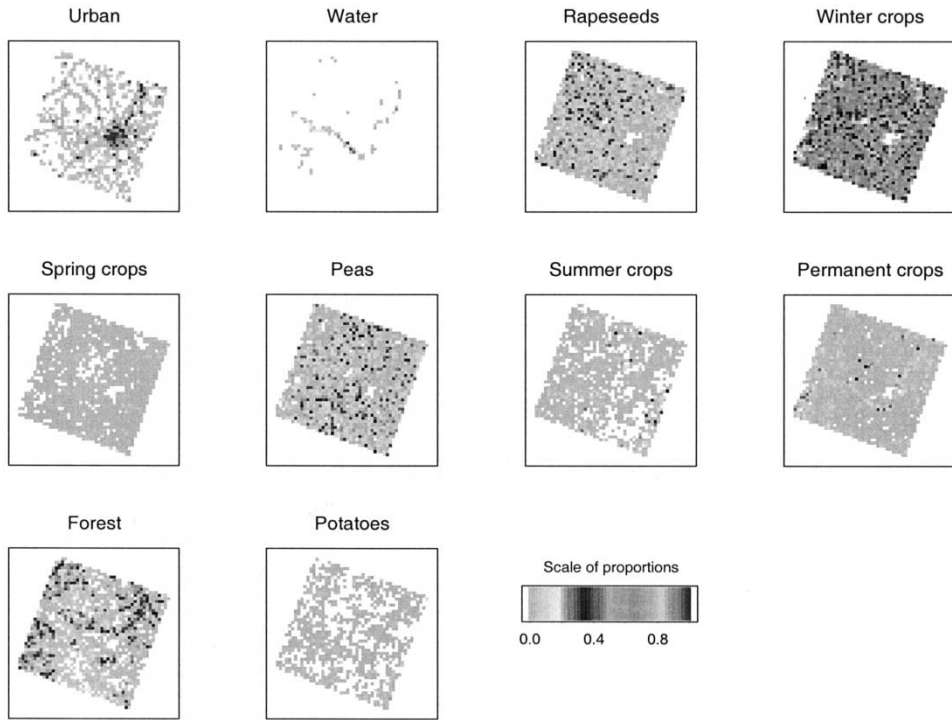 Urban
Water
Rapeseeds
Winter crops
Spring crops
Peas
Summer crops
Permanent crops
Forest
Potatoes
Scale of proportions
0.0 0.4 0.8